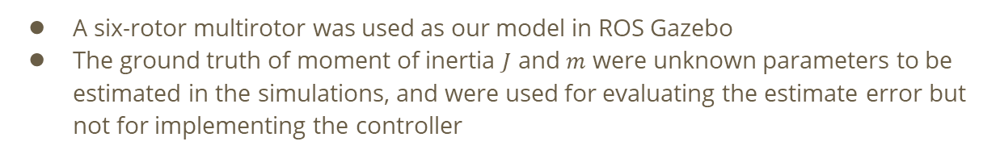 ● A six-rotor multirotor was used as our model in ROS Gazebo
● The ground truth of moment of inertia J and m were unknown parameters to be
estimated in the simulations, and were used for evaluating the estimate error but
not for implementing the controller